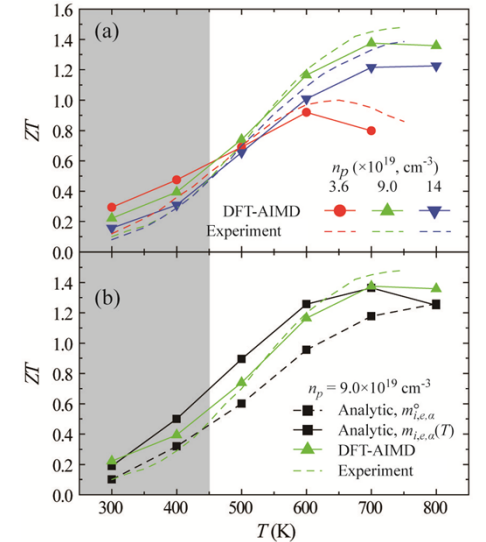 1.6
(a)
1.4
1.2
1.0
ZT
0.8
0.6
n_p (×10^19, cm^-3)
3.6 9.0 14
0.4
DFT-AIMD
0.2
Experiment
0.0
(b)
1.4
1.2
1.0
ZT
0.8
n_p = 9.0×10^19 cm^-3
0.6
Analytic, m^o_i,e,α
0.4
Analytic, m_i,e,α(T)
DFT-AIMD
0.2
Experiment
0.0
300 400 500 600 700 800
T (K)